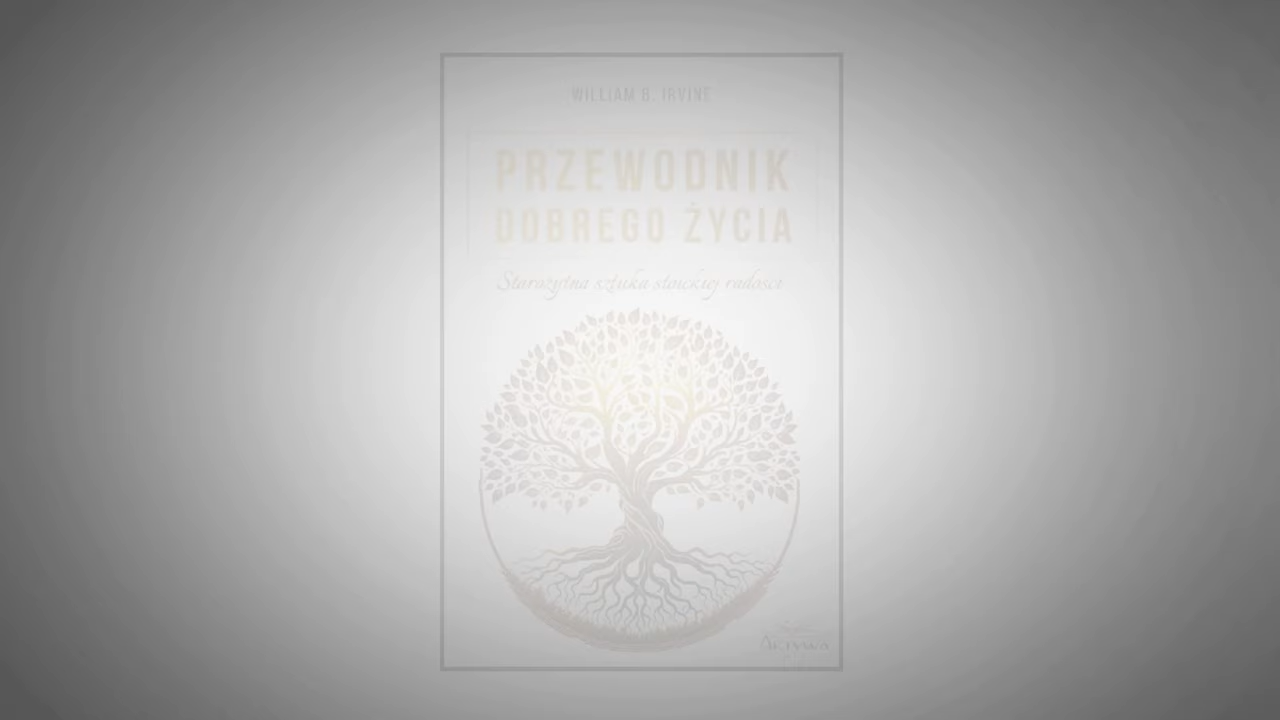 WILLIAM B. IRVINE
PRZEWODNIK
DOBREGO ŻYCIA
Starożytna sztuka stoickiej radości